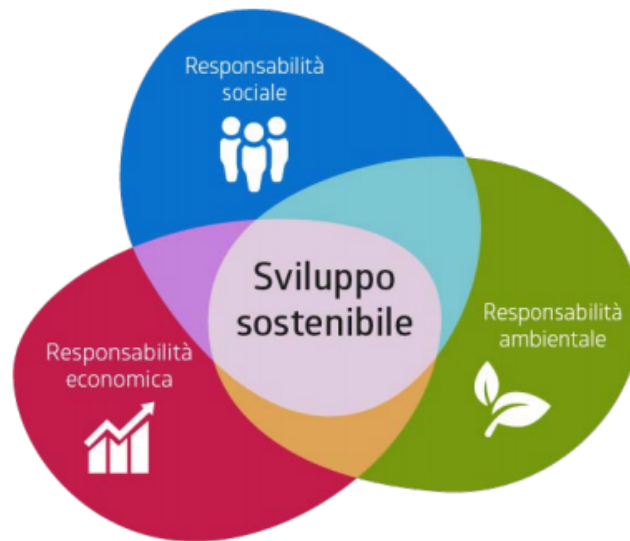 Responsabilità
sociale
Sviluppo
sostenibile
Responsabilità
ambientale
Responsabilità
economica